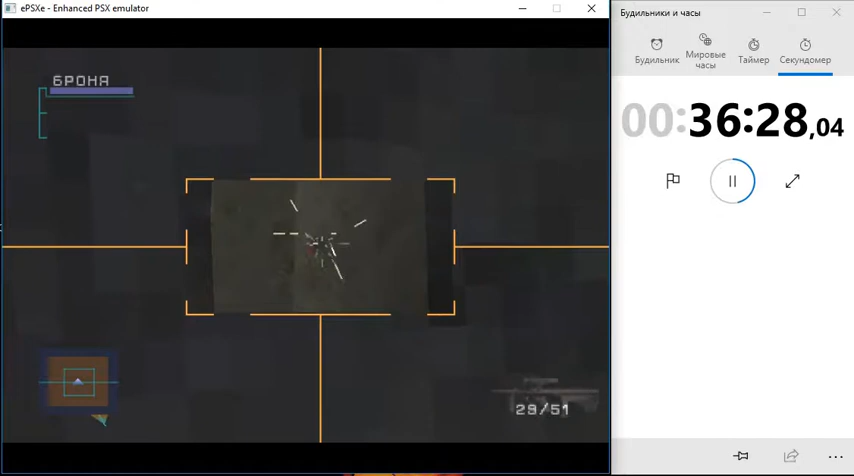 ePSXe - Enhanced PSX emulator
БРОНЯ
29/51
Будильники и часы
Будильник
Мировые
часы
Таймер
Секундомер
00:36:28,04